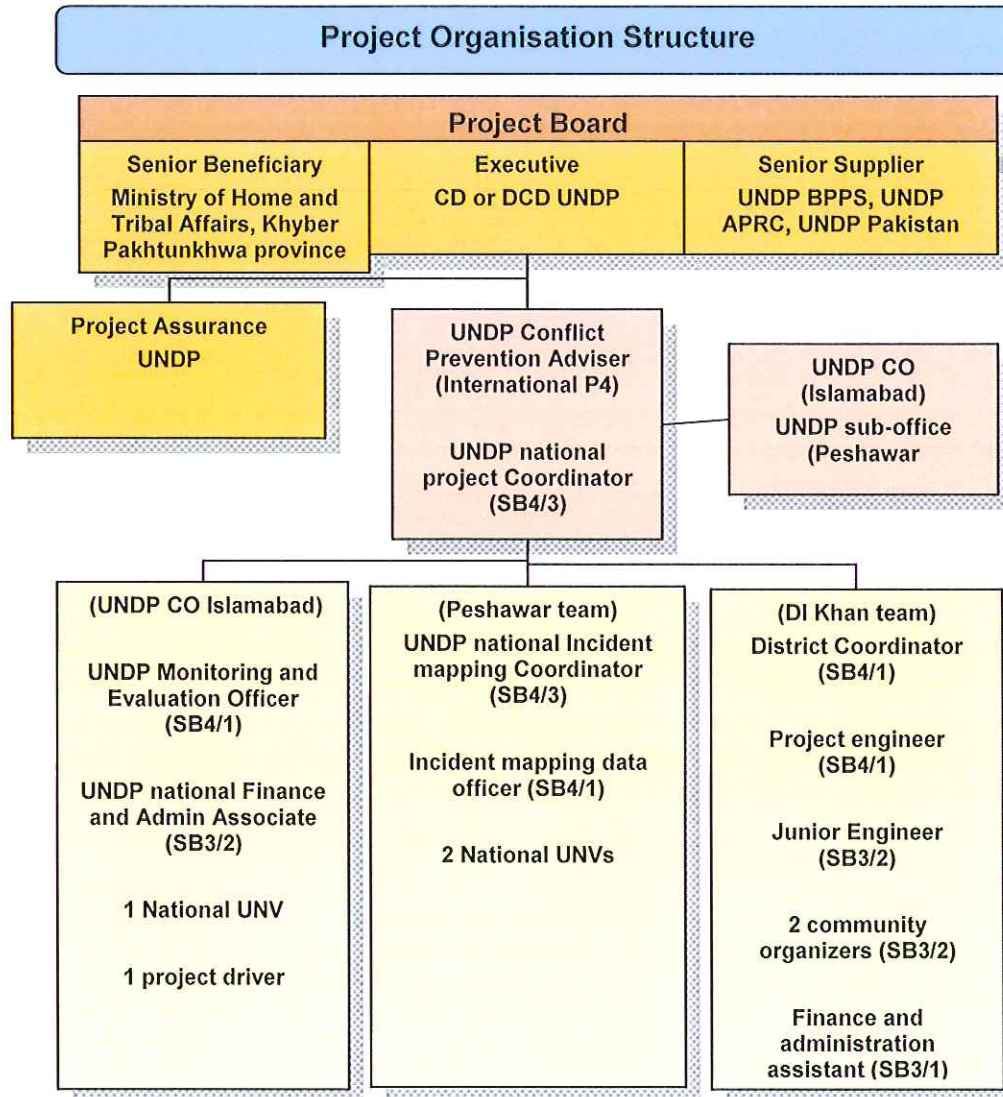 Project Organisation Structure
Project Board
Senior Beneficiary
Ministry of Home and
Tribal Affairs, Khyber
Pakhtunkhwa province
Executive
CD or DCD UNDP
Senior Supplier
UNDP BPPS, UNDP
APRC, UNDP Pakistan
Project Assurance
UNDP
UNDP Conflict
Prevention Adviser
(International P4)
UNDP national
project Coordinator
(SB4/3)
UNDP CO
(Islamabad)
UNDP sub-office
(Peshawar
(UNDP CO Islamabad)
UNDP Monitoring and
Evaluation Officer
(SB4/1)
UNDP national Finance
and Admin Associate
(SB3/2)
1 National UNV
1 project driver
(Peshawar team)
UNDP national Incident
mapping Coordinator
(SB4/3)
Incident mapping data
officer (SB4/1)
2 National UNVs
(DI Khan team)
District Coordinator
(SB4/1)
Project engineer
(SB4/1)
Junior Engineer
(SB3/2)
2 community
organizers (SB3/2)
Finance and
administration
assistant (SB3/1)